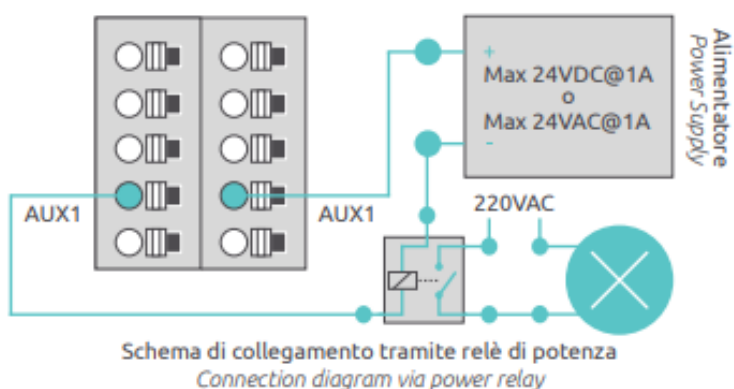 +
Max 24VDC@1A
o
Max 24VAC@1A
-
Alimentatore
Power Supply
AUX1
AUX1
220VAC
Schema di collegamento tramite relè di potenza
Connection diagram via power relay